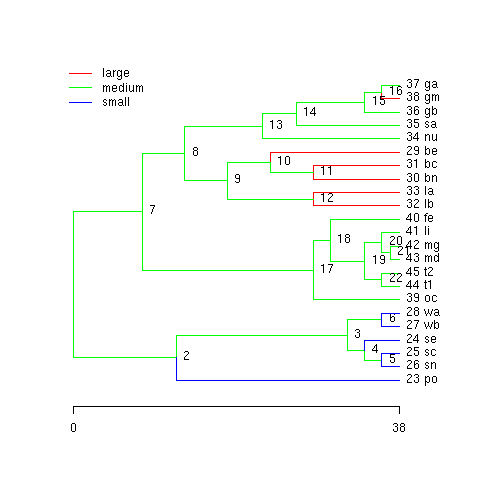 large
medium
small
37 ga
16
38 gm
15
36 gb
14
35 sa
13
34 nu
8
29 be
10
31 bc
11
30 bn
9
33 la
12
32 lb
7
40 fe
41 li
18
20
42 mg
21
43 md
19
17
45 t2
22
44 t1
39 oc
28 wa
6
27 wb
3
24 se
4
25 sc
2
5
26 sn
23 po
0 38